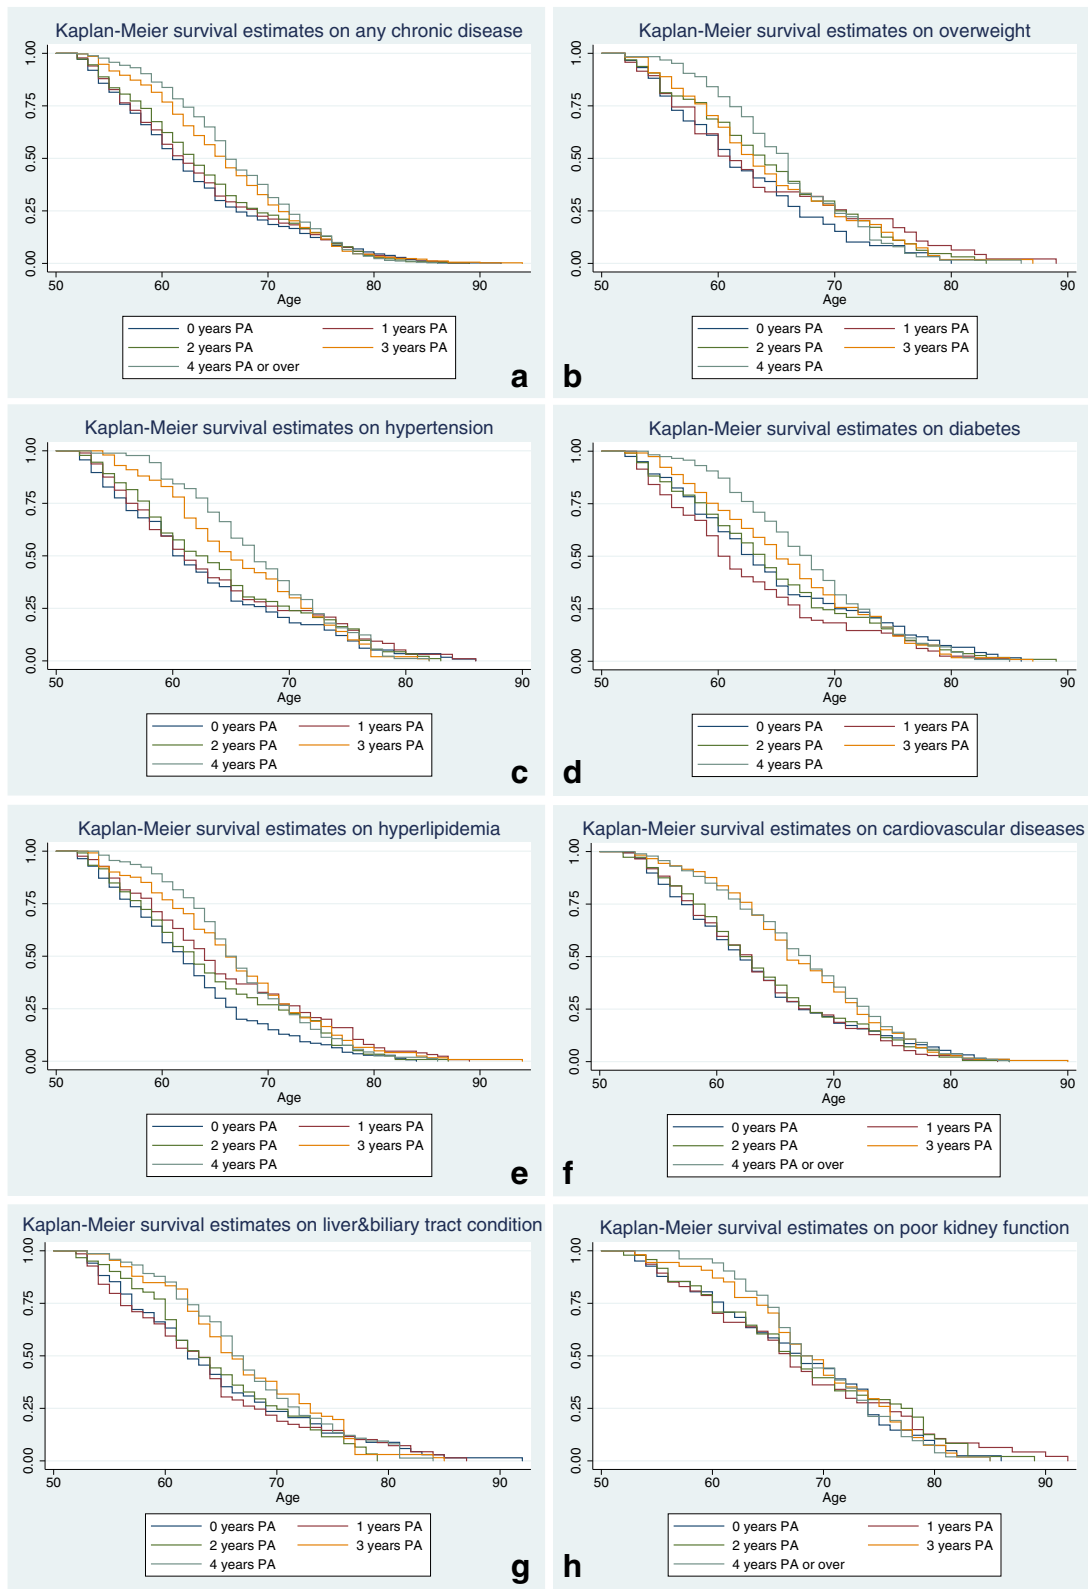 Kaplan-Meier survival estimates on any chronic disease
1.00
0.75
0.50
0.25
0.00
50 60 70 80 90
Age
0 years PA 1 years PA
2 years PA 3 years PA
4 years PA or over
a
Kaplan-Meier survival estimates on overweight
1.00
0.75
0.50
0.25
0.00
50 60 70 80 90
Age
0 years PA 1 years PA
2 years PA 3 years PA
4 years PA
b
Kaplan-Meier survival estimates on hypertension
1.00
0.75
0.50
0.25
0.00
50 60 70 80 90
Age
0 years PA 1 years PA
2 years PA 3 years PA
4 years PA
c
Kaplan-Meier survival estimates on diabetes
1.00
0.75
0.50
0.25
0.00
50 60 70 80 90
Age
0 years PA 1 years PA
2 years PA 3 years PA
4 years PA
d
Kaplan-Meier survival estimates on hyperlipidemia
1.00
0.75
0.50
0.25
0.00
50 60 70 80 90
Age
0 years PA 1 years PA
2 years PA 3 years PA
4 years PA
e
Kaplan-Meier survival estimates on cardiovascular diseases
1.00
0.75
0.50
0.25
0.00
50 60 70 80 90
Age
0 years PA 1 years PA
2 years PA 3 years PA
4 years PA or over
f
Kaplan-Meier survival estimates on liver&biliary tract condition
1.00
0.75
0.50
0.25
0.00
50 60 70 80 90
Age
0 years PA 1 years PA
2 years PA 3 years PA
4 years PA
g
Kaplan-Meier survival estimates on poor kidney function
1.00
0.75
0.50
0.25
0.00
50 60 70 80 90
Age
0 years PA 1 years PA
2 years PA 3 years PA
4 years PA or over
h